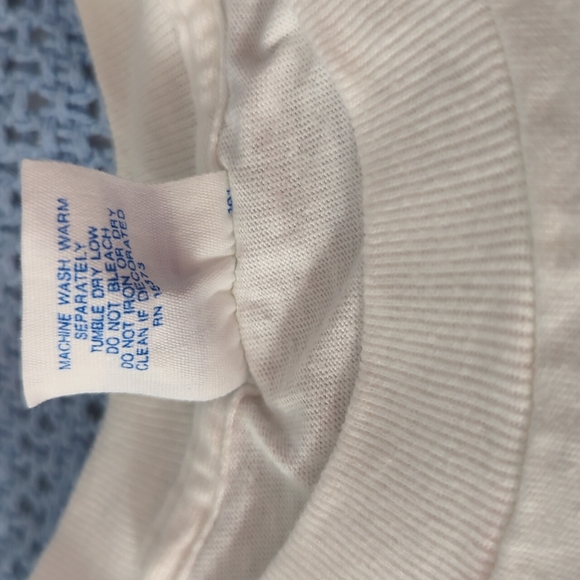 MACHINE WASH WARM
SEPARATELY
TUMBLE DRY LOW
DO NOT BLEACH
DO NOT IRON OR DRY
CLEAN IF DECORATED
RN